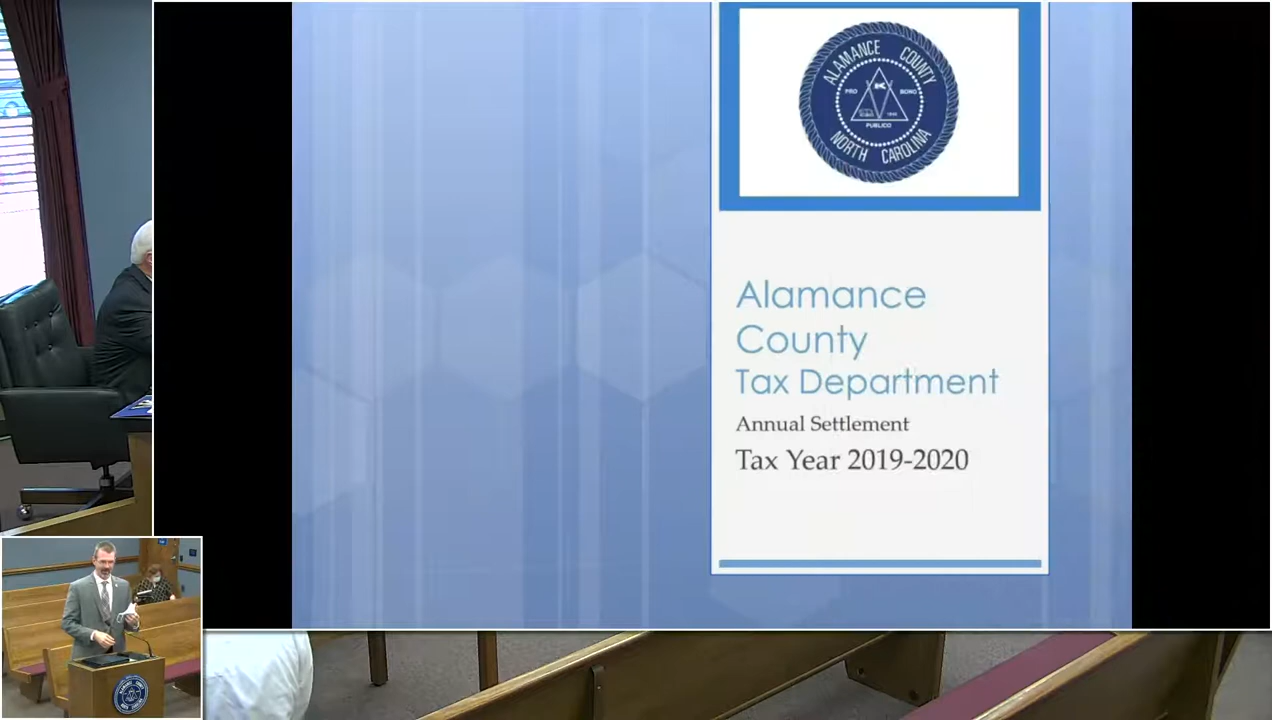 ALAMANCE COUNTY
PRO BONO
PUBLICO
NORTH CAROLINA
Alamance
County
Tax Department
Annual Settlement
Tax Year 2019-2020